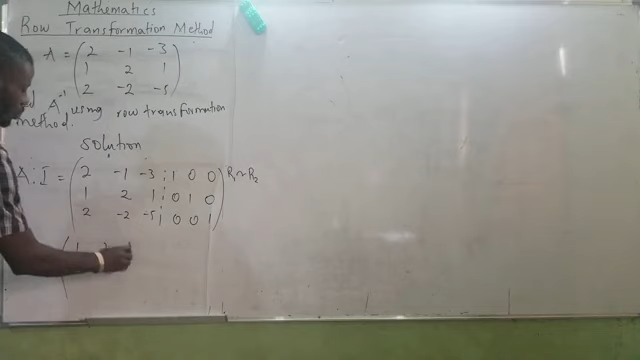 Mathematics
Row Transformation Method
A = ( 2 -1 -3
1 2 1
2 -2 -5 )
A⁻¹ using row transformation
method.
Solution
A:I = ( 2 -1 -3 ¦ 1 0 0 R₁~R₂
1 2 1 ¦ 0 1 0
2 -2 -5 ¦ 0 0 1 )
( 1 2